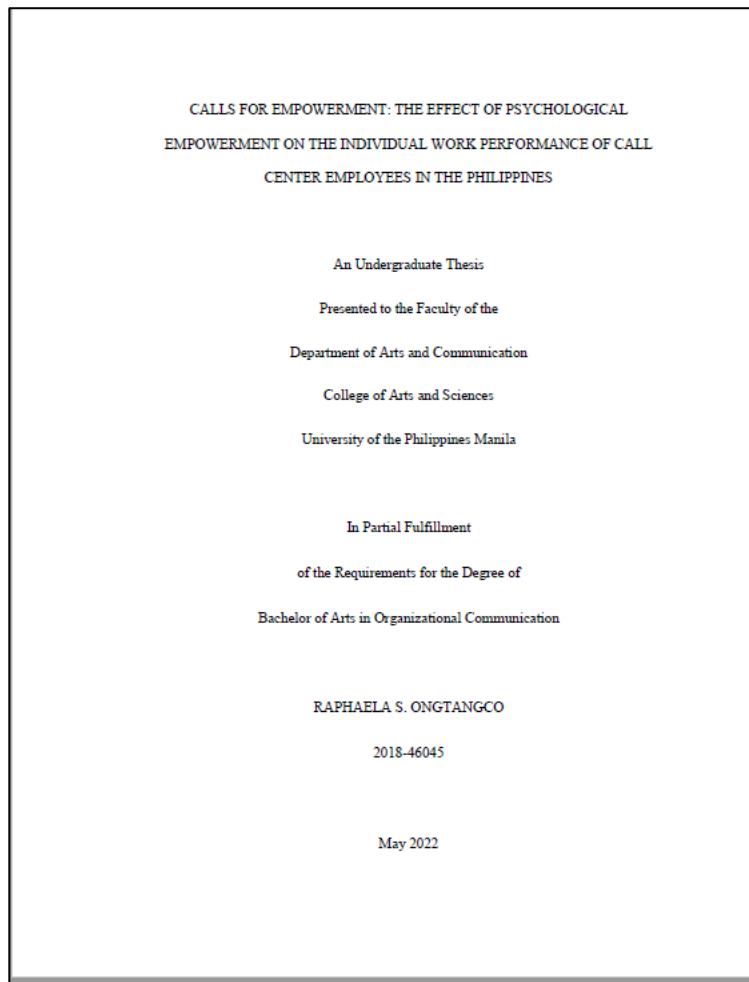 CALLS FOR EMPOWERMENT: THE EFFECT OF PSYCHOLOGICAL
EMPOWERMENT ON THE INDIVIDUAL WORK PERFORMANCE OF CALL
CENTER EMPLOYEES IN THE PHILIPPINES
An Undergraduate Thesis
Presented to the Faculty of the
Department of Arts and Communication
College of Arts and Sciences
University of the Philippines Manila
In Partial Fulfillment
of the Requirements for the Degree of
Bachelor of Arts in Organizational Communication
RAPHAELA S. ONGTANGCO
2018-46045
May 2022